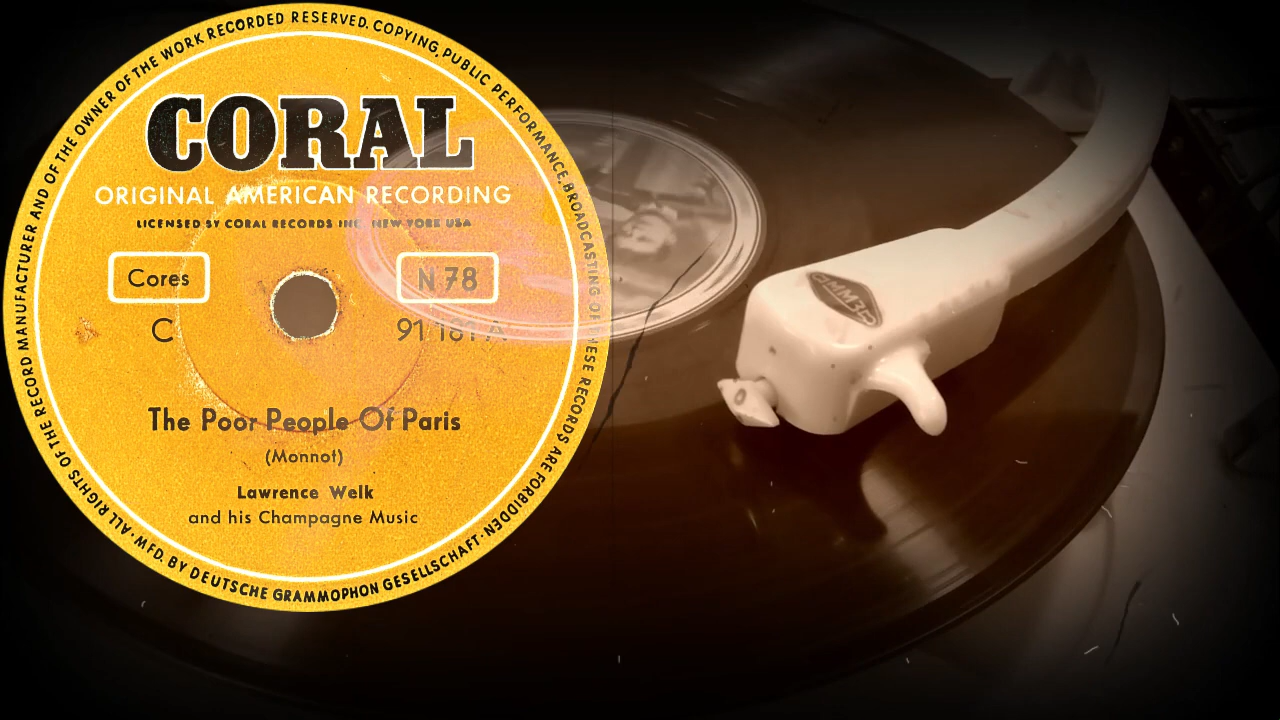 ALL RIGHTS OF THE RECORD MANUFACTURER AND OF THE OWNER OF THE WORK RECORDED RESERVED. COPYING, PUBLIC PERFORMANCE, BROADCASTING OF THESE RECORDS ARE FORBIDDEN · MFD. BY DEUTSCHE GRAMMOPHON GESELLSCHAFT ·
CORAL
ORIGINAL AMERICAN RECORDING
LICENSED BY CORAL RECORDS INC NEW YORK USA
Cores N 78
C 91 181 A
The Poor People Of Paris
(Monnot)
Lawrence Welk
and his Champagne Music